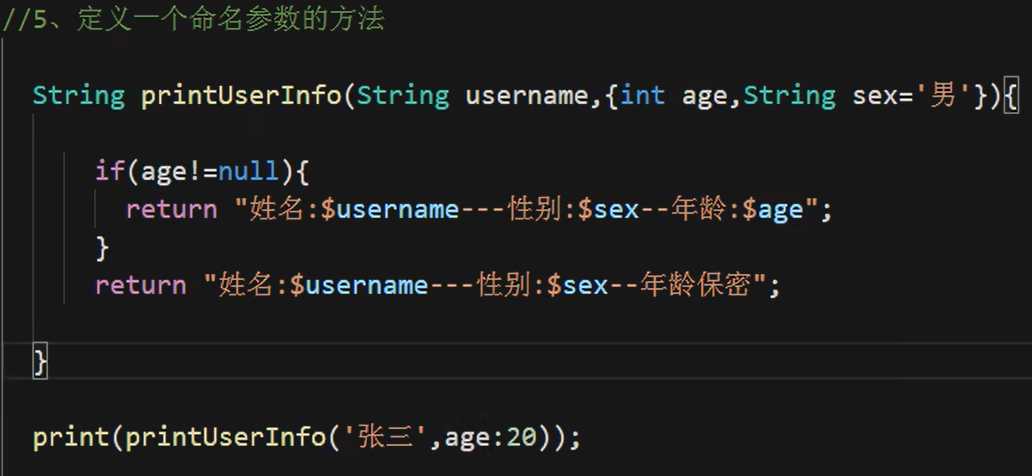 //5、定义一个命名参数的方法
String printUserInfo(String username,{int age,String sex='男'}){
if(age!=null){
return "姓名:$username---性别:$sex--年龄:$age";
}
return "姓名:$username---性别:$sex--年龄保密";
}
print(printUserInfo('张三',age:20));